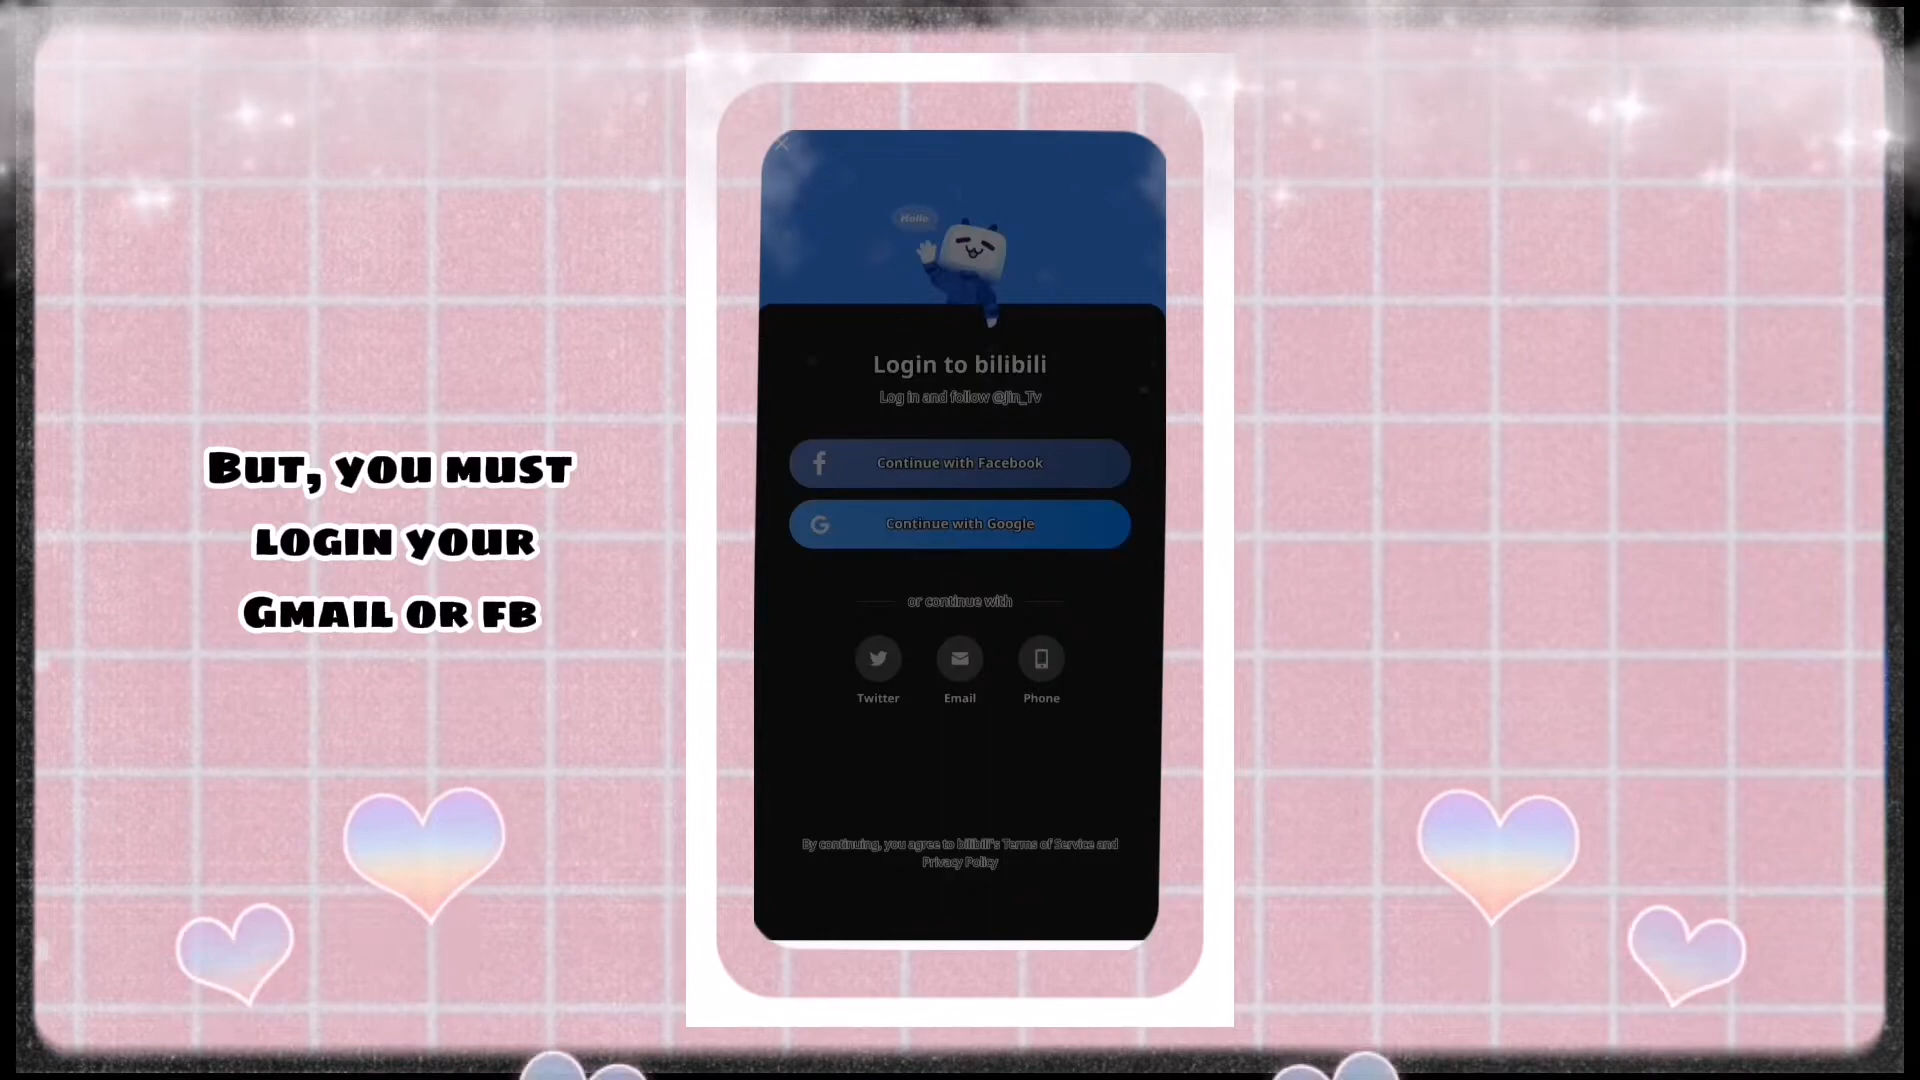 But, you must
login your
Gmail or fb
Hello
Login to bilibili
Log in and follow @Jin_Tv
Continue with Facebook
Continue with Google
or continue with
Twitter
Email
Phone
By continuing, you agree to bilibili's Terms of Service and
Privacy Policy